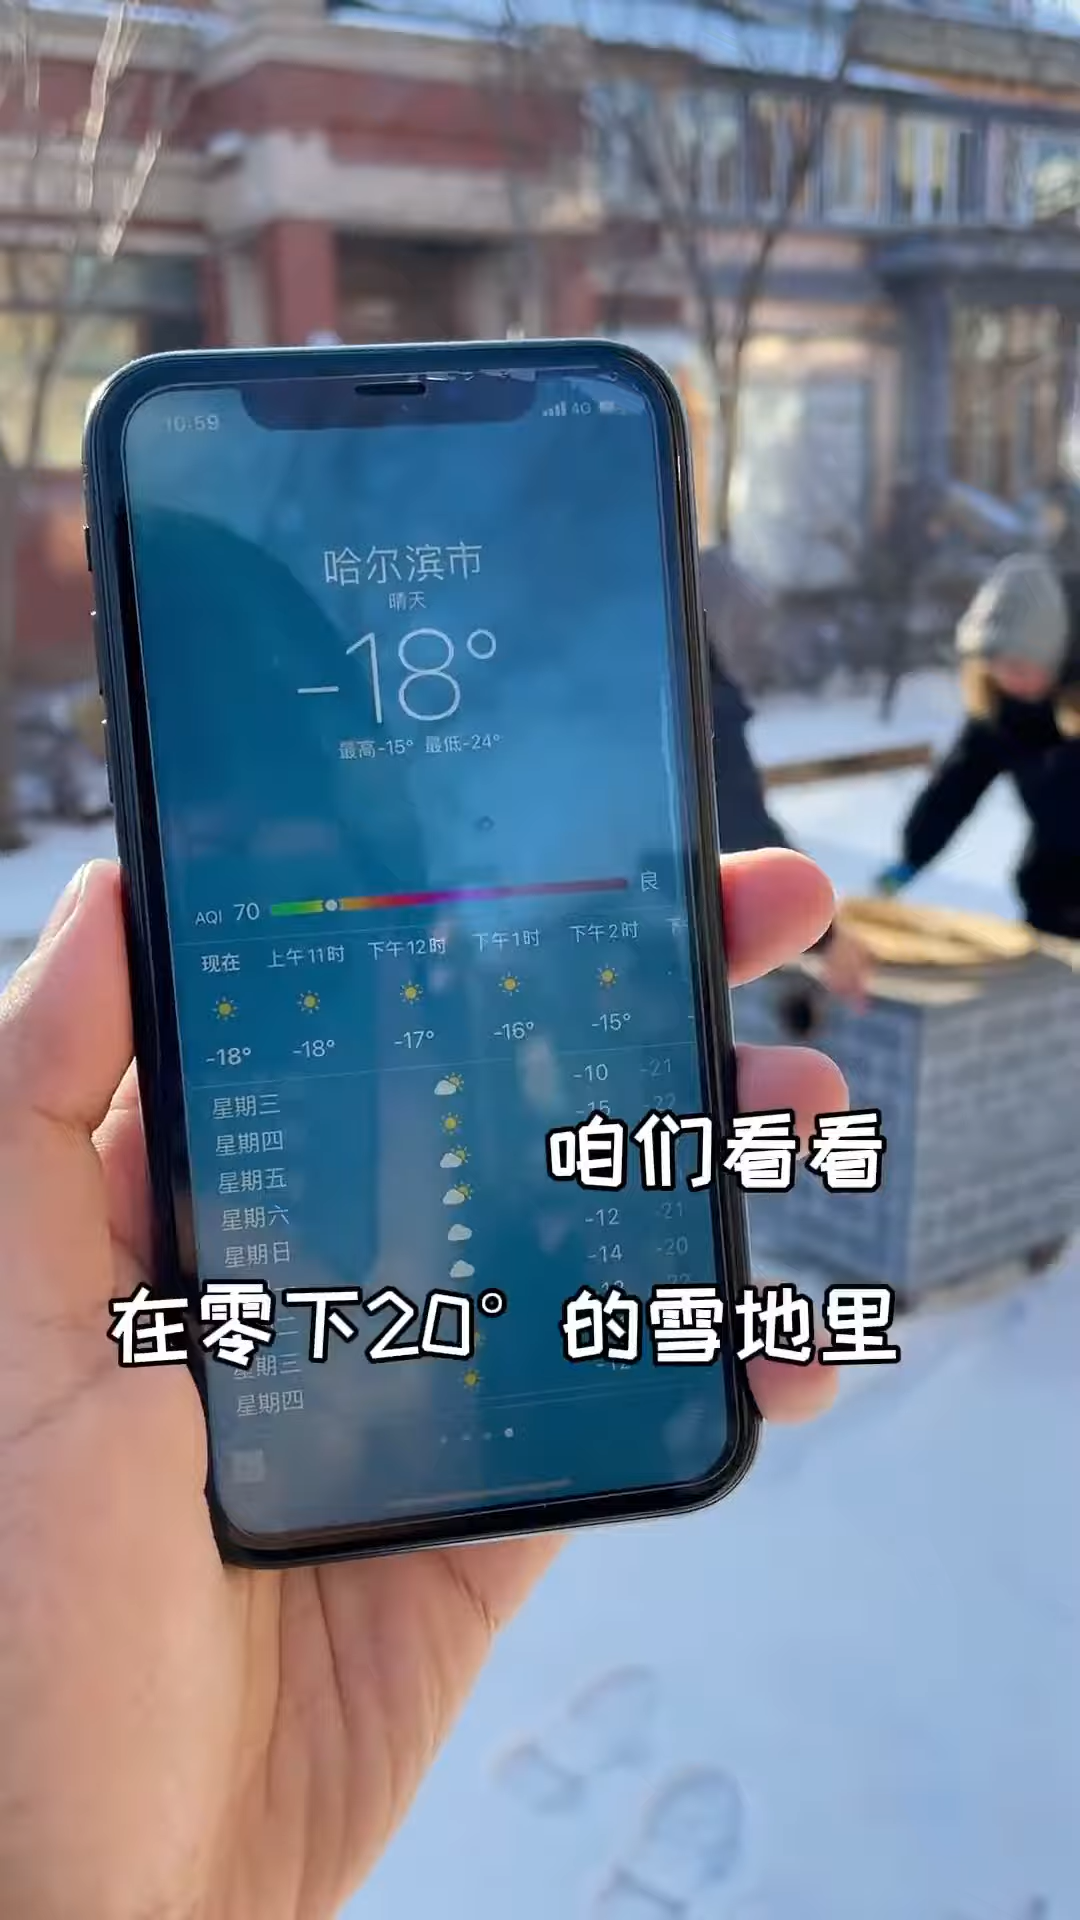 10:59
4G
哈尔滨市
晴天
-18°
最高-15° 最低-24°
AQI 70 良
现在 上午11时 下午12时 下午1时 下午2时
-18° -18° -17° -16° -15°
星期三 -10 -21
星期四 -15 -22
咱们看看
星期五
星期六 -12 -21
星期日 -14 -20
在零下20°的雪地里
星期三 -12
星期四